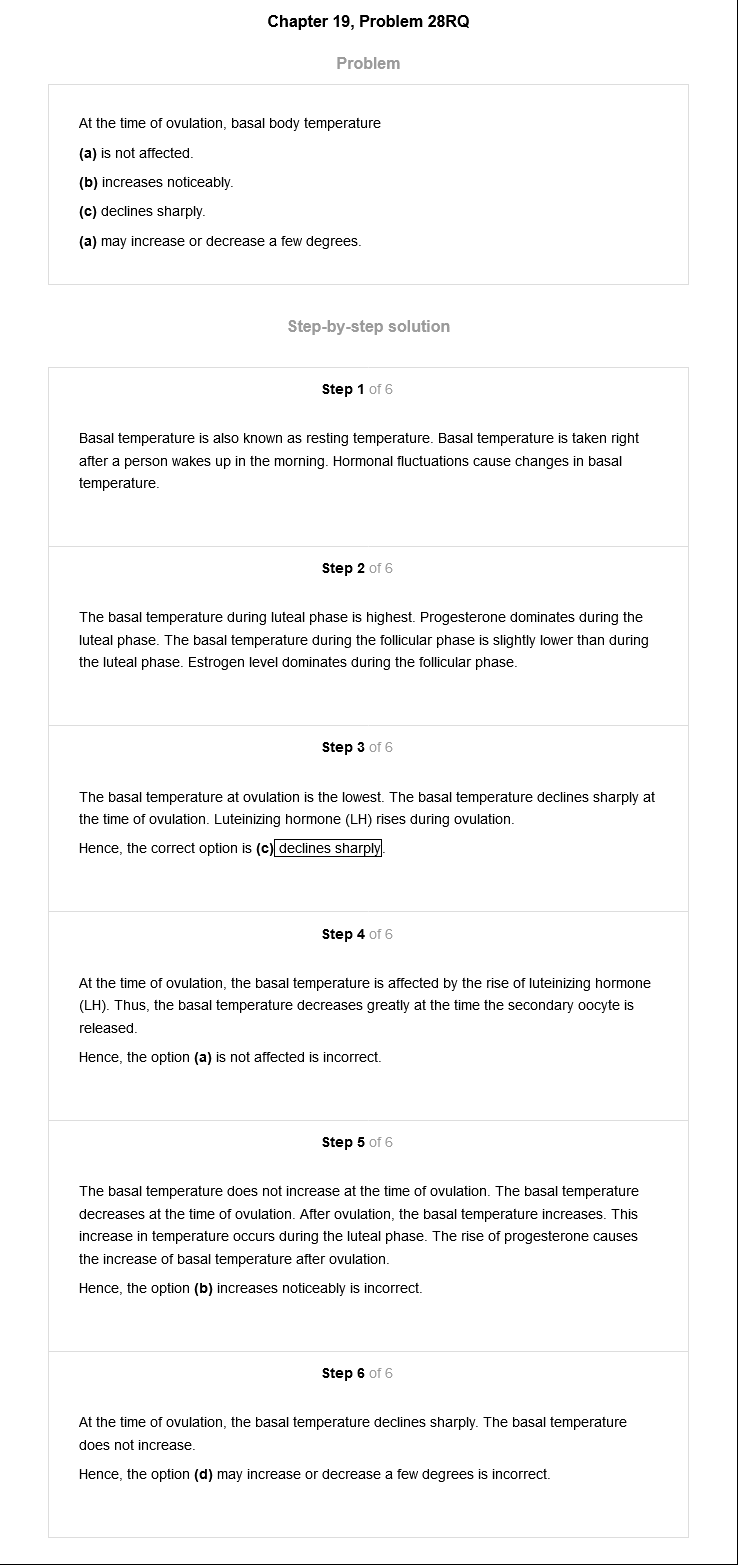 Chapter 19, Problem 28RQ
Problem
At the time of ovulation, basal body temperature
(a) is not affected.
(b) increases noticeably.
(c) declines sharply.
(a) may increase or decrease a few degrees.
Step-by-step solution
Step 1 of 6
Basal temperature is also known as resting temperature. Basal temperature is taken right
after a person wakes up in the morning. Hormonal fluctuations cause changes in basal
temperature.
Step 2 of 6
The basal temperature during luteal phase is highest. Progesterone dominates during the
luteal phase. The basal temperature during the follicular phase is slightly lower than during
the luteal phase. Estrogen level dominates during the follicular phase.
Step 3 of 6
The basal temperature at ovulation is the lowest. The basal temperature declines sharply at
the time of ovulation. Luteinizing hormone (LH) rises during ovulation.
Hence, the correct option is (c) declines sharply.
Step 4 of 6
At the time of ovulation, the basal temperature is affected by the rise of luteinizing hormone
(LH). Thus, the basal temperature decreases greatly at the time the secondary oocyte is
released.
Hence, the option (a) is not affected is incorrect.
Step 5 of 6
The basal temperature does not increase at the time of ovulation. The basal temperature
decreases at the time of ovulation. After ovulation, the basal temperature increases. This
increase in temperature occurs during the luteal phase. The rise of progesterone causes
the increase of basal temperature after ovulation.
Hence, the option (b) increases noticeably is incorrect.
Step 6 of 6
At the time of ovulation, the basal temperature declines sharply. The basal temperature
does not increase.
Hence, the option (d) may increase or decrease a few degrees is incorrect.